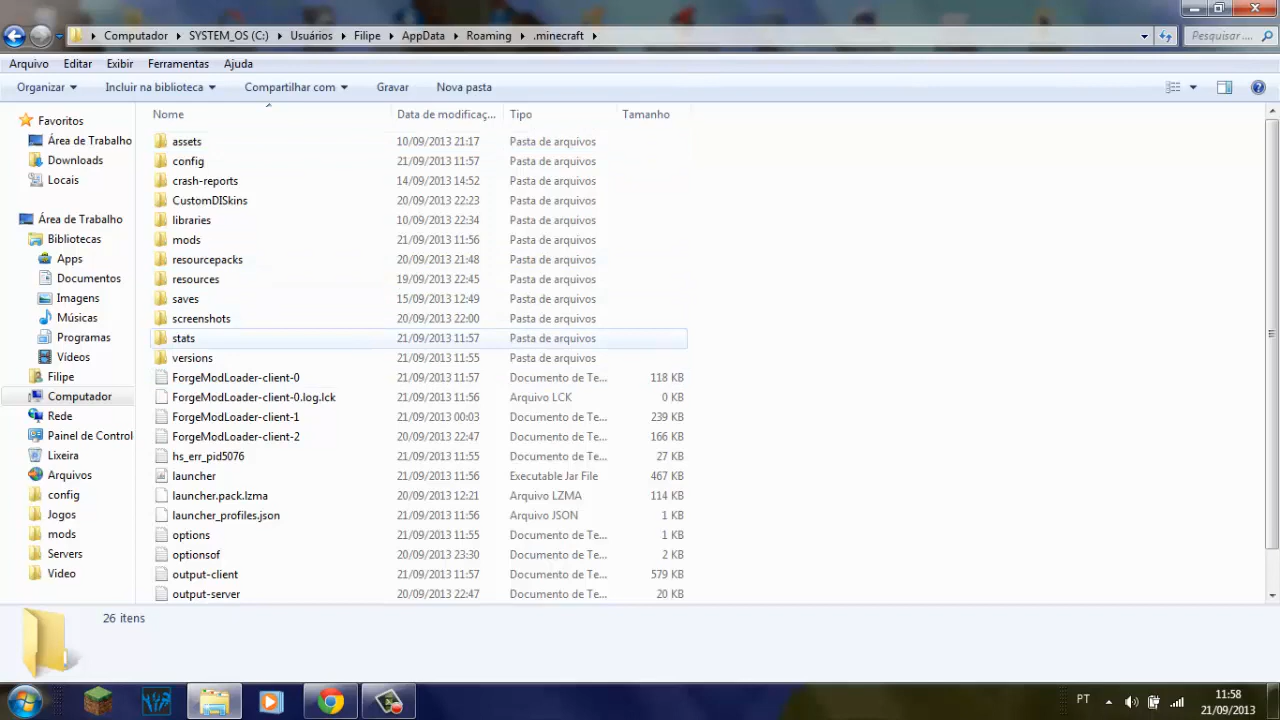 Computador ▸ SYSTEM_OS (C:) ▸ Usuários ▸ Filipe ▸ AppData ▸ Roaming ▸ .minecraft ▸
Pesquisar ...
Arquivo Editar Exibir Ferramentas Ajuda
Organizar Incluir na biblioteca Compartilhar com Gravar Nova pasta
Favoritos
Área de Trabalho
Downloads
Locais
Área de Trabalho
Bibliotecas
Apps
Documentos
Imagens
Músicas
Programas
Vídeos
Filipe
Computador
Rede
Painel de Control
Lixeira
Arquivos
config
Jogos
mods
Servers
Video
Nome Data de modificaç... Tipo Tamanho
assets 10/09/2013 21:17 Pasta de arquivos
config 21/09/2013 11:57 Pasta de arquivos
crash-reports 14/09/2013 14:52 Pasta de arquivos
CustomDISkins 20/09/2013 22:23 Pasta de arquivos
libraries 10/09/2013 22:34 Pasta de arquivos
mods 21/09/2013 11:56 Pasta de arquivos
resourcepacks 20/09/2013 21:48 Pasta de arquivos
resources 19/09/2013 22:45 Pasta de arquivos
saves 15/09/2013 12:49 Pasta de arquivos
screenshots 20/09/2013 22:00 Pasta de arquivos
stats 21/09/2013 11:57 Pasta de arquivos
versions 21/09/2013 11:55 Pasta de arquivos
ForgeModLoader-client-0 21/09/2013 11:57 Documento de Te... 118 KB
ForgeModLoader-client-0.log.lck 21/09/2013 11:56 Arquivo LCK 0 KB
ForgeModLoader-client-1 21/09/2013 00:03 Documento de Te... 239 KB
ForgeModLoader-client-2 20/09/2013 22:47 Documento de Te... 166 KB
hs_err_pid5076 21/09/2013 11:55 Documento de Te... 27 KB
launcher 21/09/2013 11:56 Executable Jar File 467 KB
launcher.pack.lzma 20/09/2013 12:21 Arquivo LZMA 114 KB
launcher_profiles.json 21/09/2013 11:56 Arquivo JSON 1 KB
options 21/09/2013 11:55 Documento de Te... 1 KB
optionsof 20/09/2013 23:30 Documento de Te... 2 KB
output-client 21/09/2013 11:57 Documento de Te... 579 KB
output-server 20/09/2013 22:47 Documento de Te... 20 KB
26 itens
PT
11:58
21/09/2013